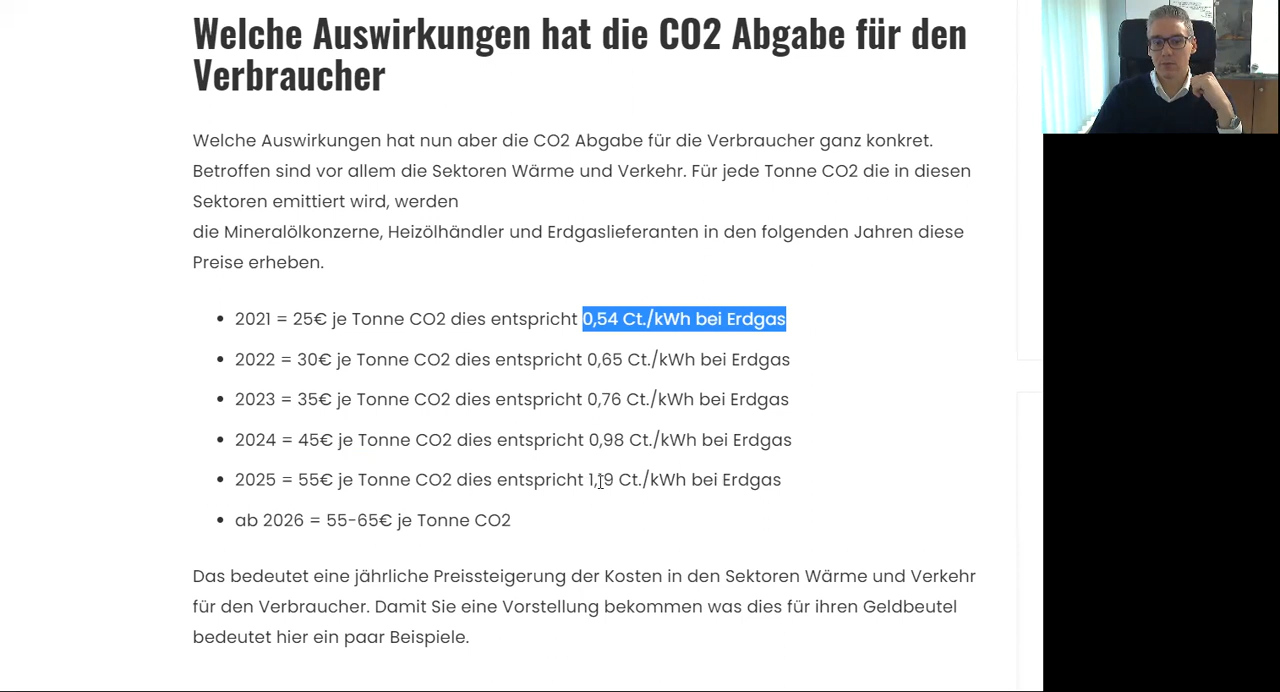 Welche Auswirkungen hat die CO2 Abgabe für den
Verbraucher
Welche Auswirkungen hat nun aber die CO2 Abgabe für die Verbraucher ganz konkret.
Betroffen sind vor allem die Sektoren Wärme und Verkehr. Für jede Tonne CO2 die in diesen
Sektoren emittiert wird, werden
die Mineralölkonzerne, Heizölhändler und Erdgaslieferanten in den folgenden Jahren diese
Preise erheben.
• 2021 = 25€ je Tonne CO2 dies entspricht 0,54 Ct./kWh bei Erdgas
• 2022 = 30€ je Tonne CO2 dies entspricht 0,65 Ct./kWh bei Erdgas
• 2023 = 35€ je Tonne CO2 dies entspricht 0,76 Ct./kWh bei Erdgas
• 2024 = 45€ je Tonne CO2 dies entspricht 0,98 Ct./kWh bei Erdgas
• 2025 = 55€ je Tonne CO2 dies entspricht 1,19 Ct./kWh bei Erdgas
• ab 2026 = 55-65€ je Tonne CO2
Das bedeutet eine jährliche Preissteigerung der Kosten in den Sektoren Wärme und Verkehr
für den Verbraucher. Damit Sie eine Vorstellung bekommen was dies für ihren Geldbeutel
bedeutet hier ein paar Beispiele.